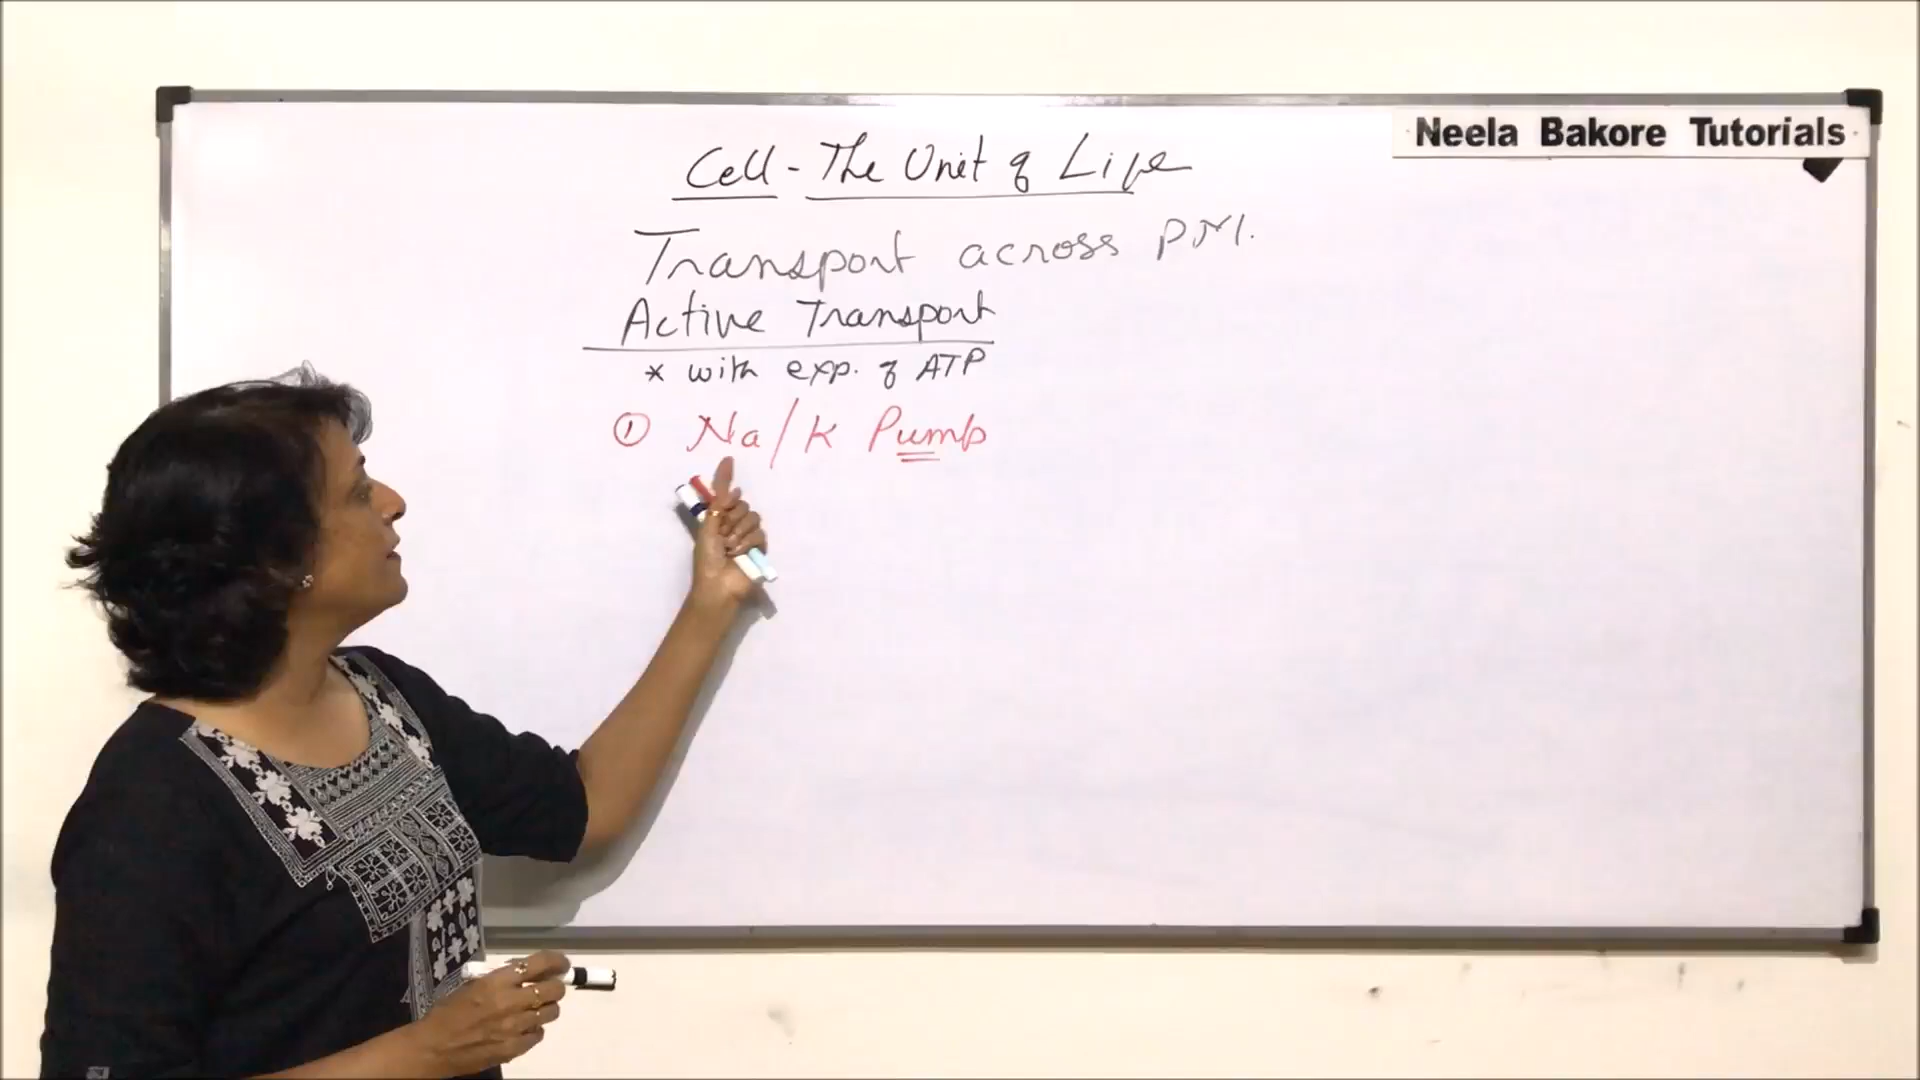 Neela Bakore Tutorials
Cell - The Unit of Life
Transport across PM.
Active Transport
* with exp. of ATP
① Na/K Pump